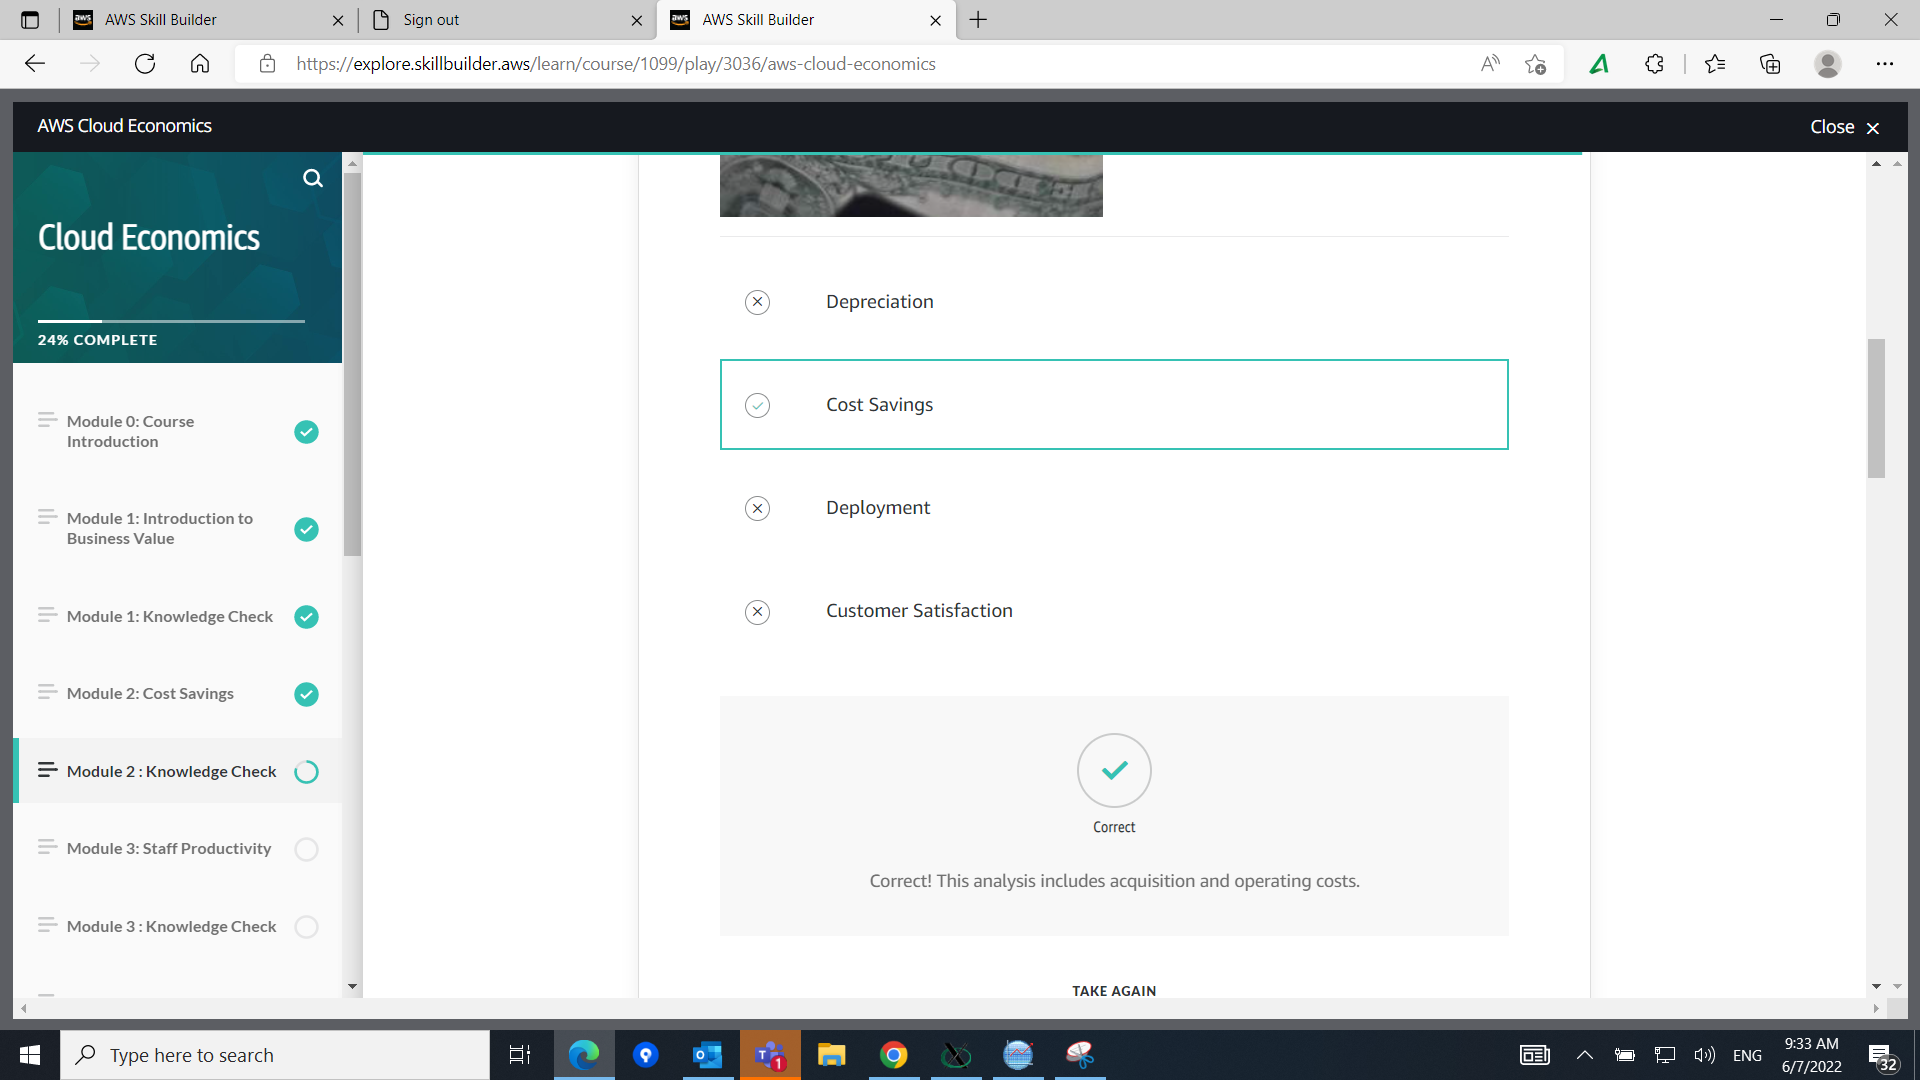 aws AWS Skill Builder
Sign out
aws AWS Skill Builder
https://explore.skillbuilder.aws/learn/course/1099/play/3036/aws-cloud-economics
AWS Cloud Economics
Close
Cloud Economics
24% COMPLETE
Module 0: Course
Introduction
Module 1: Introduction to
Business Value
Module 1: Knowledge Check
Module 2: Cost Savings
Module 2 : Knowledge Check
Module 3: Staff Productivity
Module 3 : Knowledge Check
Depreciation
Cost Savings
Deployment
Customer Satisfaction
Correct
Correct! This analysis includes acquisition and operating costs.
TAKE AGAIN
Type here to search
1
ENG
9:33 AM
6/7/2022
32